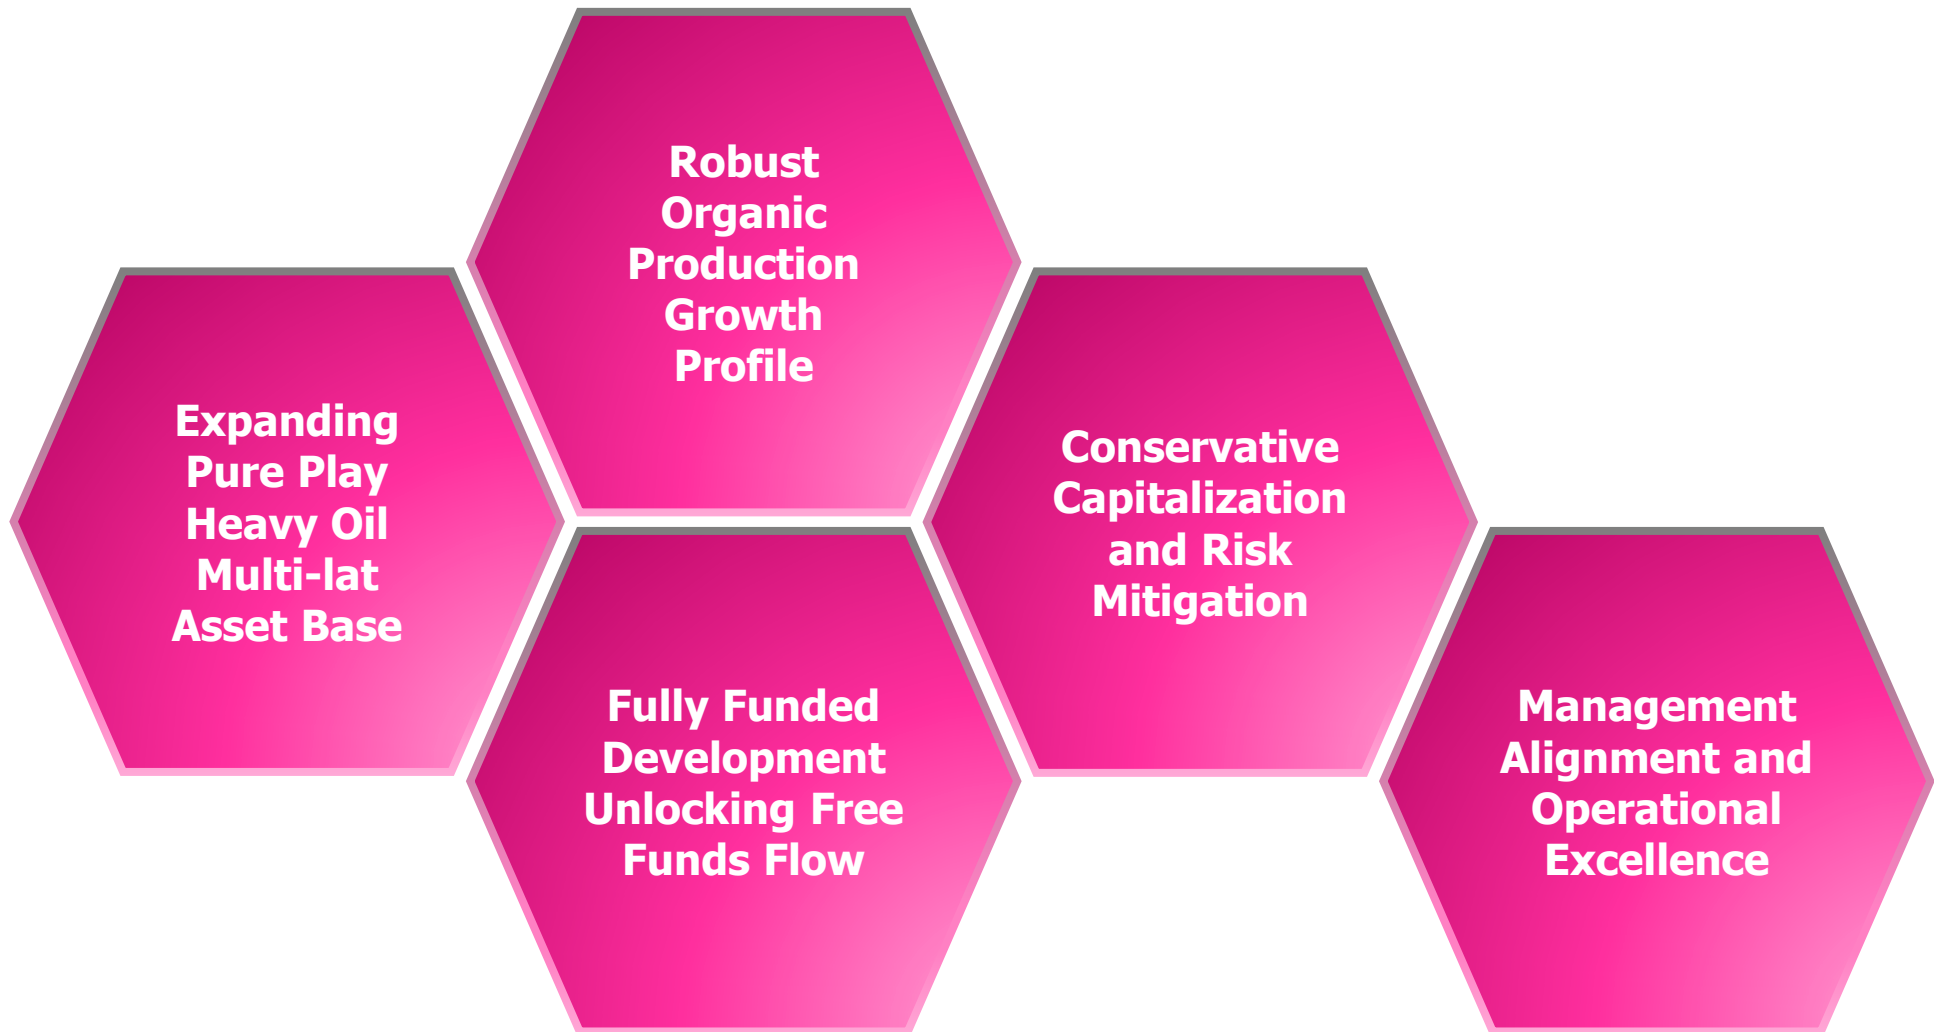 Expanding
Pure Play
Heavy Oil
Multi-lat
Asset Base
Robust
Organic
Production
Growth
Profile
Fully Funded
Development
Unlocking Free
Funds Flow
Conservative
Capitalization
and Risk
Mitigation
Management
Alignment and
Operational
Excellence